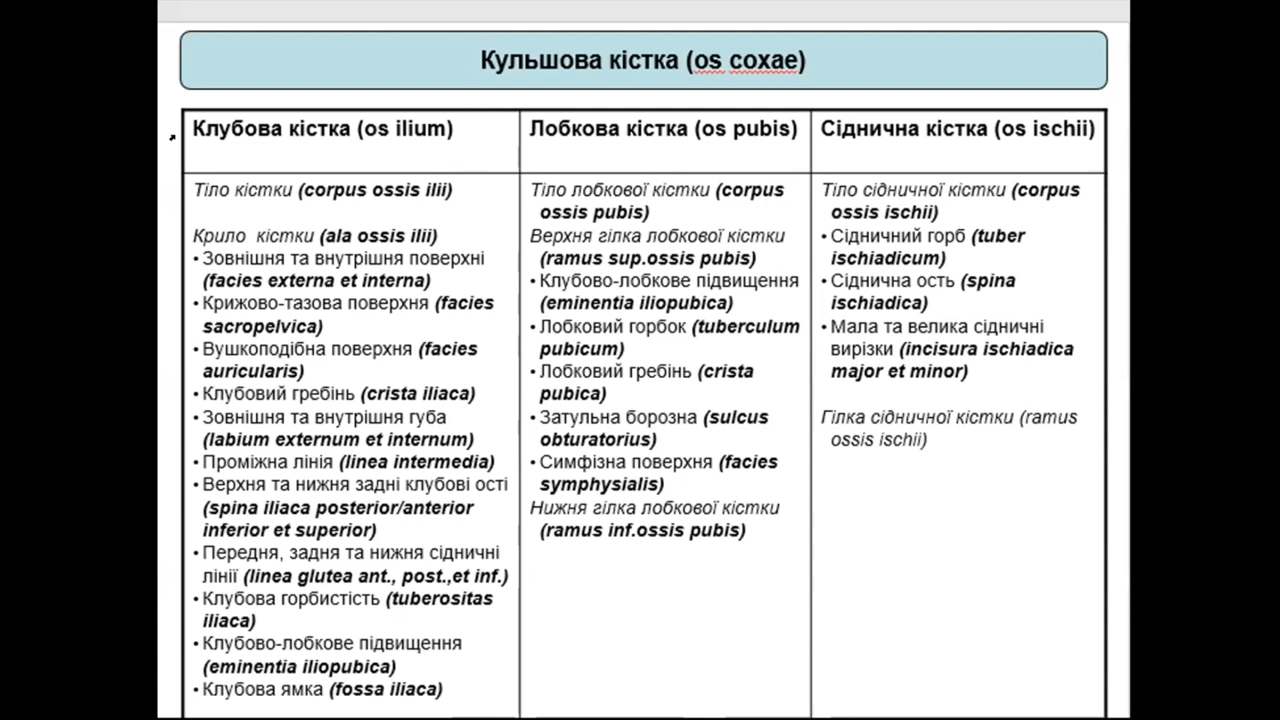 Кульшова кістка (os coxae)
Клубова кістка (os ilium)
Лобкова кістка (os pubis)
Сіднична кістка (os ischii)
Тіло кістки (corpus ossis ilii)
Крило кістки (ala ossis ilii)
• Зовнішня та внутрішня поверхні
(facies externa et interna)
• Крижово-тазова поверхня (facies
sacropelvica)
• Вушкоподібна поверхня (facies
auricularis)
• Клубовий гребінь (crista iliaca)
• Зовнішня та внутрішня губа
(labium externum et internum)
• Проміжна лінія (linea intermedia)
• Верхня та нижня задні клубові ості
(spina iliaca posterior/anterior
inferior et superior)
• Передня, задня та нижня сідничні
лінії (linea glutea ant., post.,et inf.)
• Клубова горбистість (tuberositas
iliaca)
• Клубово-лобкове підвищення
(eminentia iliopubica)
• Клубова ямка (fossa iliaca)
Тіло лобкової кістки (corpus
ossis pubis)
Верхня гілка лобкової кістки
(ramus sup.ossis pubis)
• Клубово-лобкове підвищення
(eminentia iliopubica)
• Лобковий горбок (tuberculum
pubicum)
• Лобковий гребінь (crista
pubica)
• Затульна борозна (sulcus
obturatorius)
• Симфізна поверхня (facies
symphysialis)
Нижня гілка лобкової кістки
(ramus inf.ossis pubis)
Тіло сідничної кістки (corpus
ossis ischii)
• Сідничний горб (tuber
ischiadicum)
• Сіднична ость (spina
ischiadica)
• Мала та велика сідничні
вирізки (incisura ischiadica
major et minor)
Гілка сідничної кістки (ramus
ossis ischii)